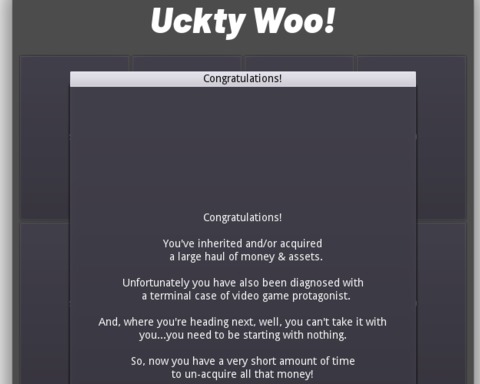 Uckty Woo!
Congratulations!
Congratulations!
You've inherited and/or acquired
a large haul of money & assets.
Unfortunately you have also been diagnosed with
a terminal case of video game protagonist.
And, where you're heading next, well, you can't take it with
you...you need to be starting with nothing.
So, now you have a very short amount of time
to un-acquire all that money!